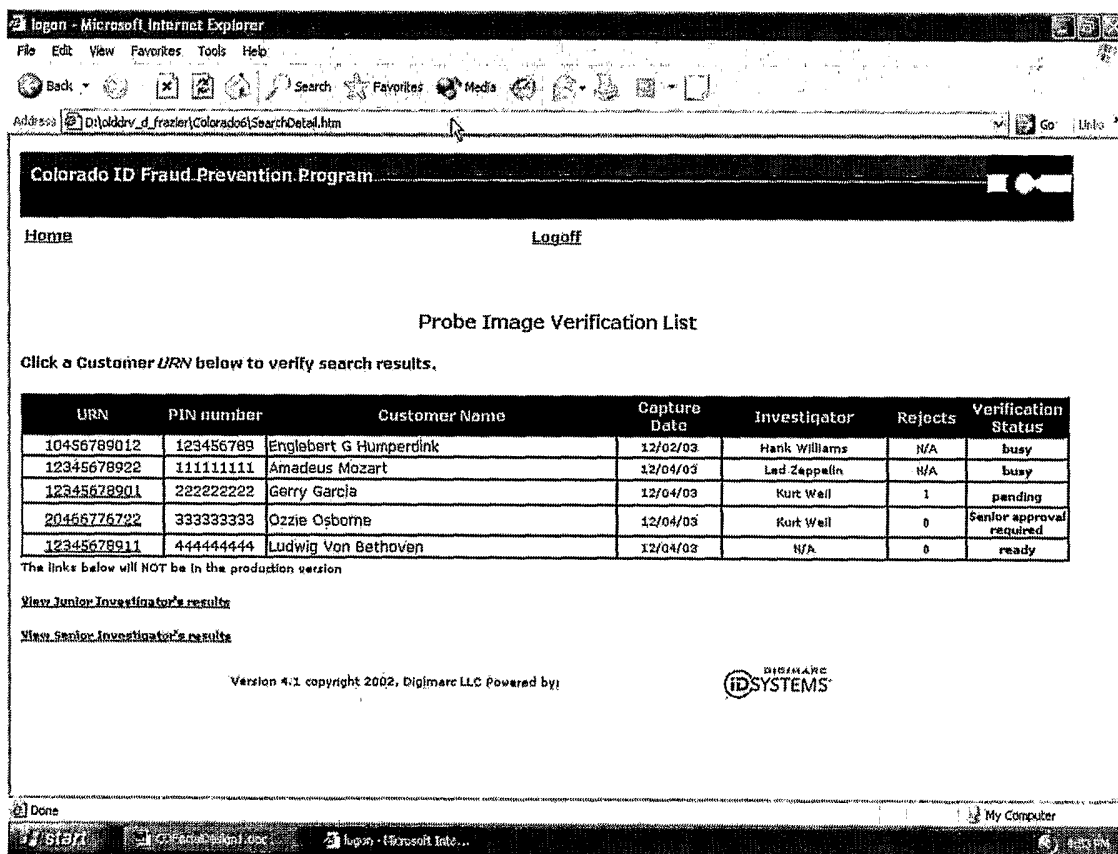 logon - Microsoft Internet Explorer
File Edit View Favorites Tools Help
Back Search Favorites Media
Address D:\olddrv_d_frazier\Colorado6\SearchDetail.htm Go Links
Colorado ID Fraud Prevention Program
Home Logoff
Probe Image Verification List
Click a Customer URN below to verify search results.
URN PIN number Customer Name Capture Date Investigator Rejects Verification Status
10456789012 123456789 Englebert G Humperdink 12/02/03 Hank Williams N/A busy
12345678922 111111111 Amadeus Mozart 12/04/03 Led Zeppelin N/A busy
12345678901 222222222 Gerry Garcia 12/04/03 Kurt Weil 1 pending
20466776722 333333333 Ozzie Osborne 12/04/03 Kurt Weil 0 Senior approval required
12345678911 444444444 Ludwig Von Bethoven 12/04/03 N/A 0 ready
The links below will NOT be in the production version
View Junior Investigator's results
View Senior Investigator's results
Version 4.1 copyright 2002, Digimarc LLC Powered by: DIGIMARC
IDSYSTEMS
Done My Computer
start logon - Microsoft Inte...